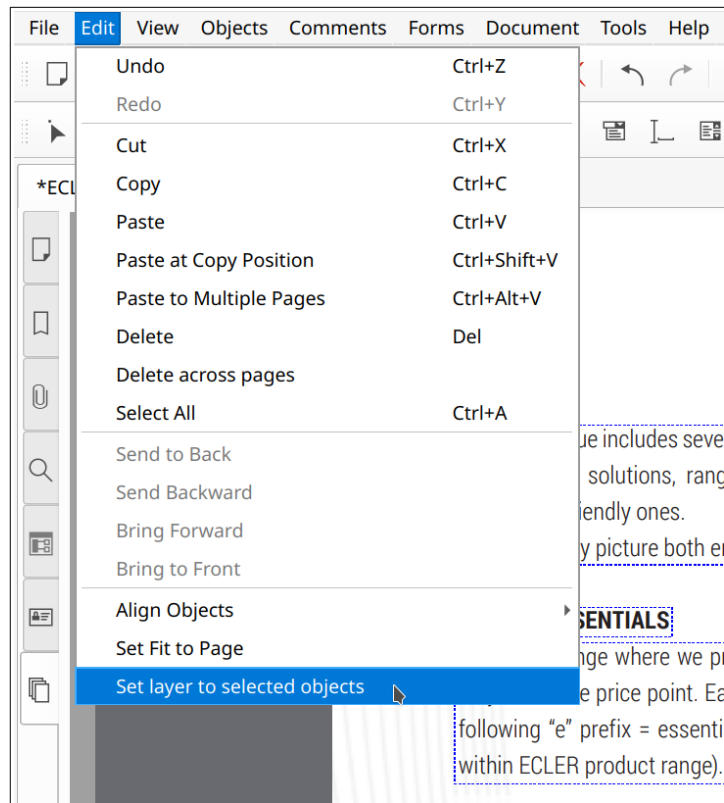 File Edit View Objects Comments Forms Document Tools Help
Undo Ctrl+Z
Redo Ctrl+Y
Cut Ctrl+X
Copy Ctrl+C
Paste Ctrl+V
Paste at Copy Position Ctrl+Shift+V
Paste to Multiple Pages Ctrl+Alt+V
Delete Del
Delete across pages
Select All Ctrl+A
Send to Back
Send Backward
Bring Forward
Bring to Front
Align Objects
Set Fit to Page
Set layer to selected objects
*ECL
ue includes seve
solutions, rang
iendly ones.
y picture both en
SENTIALS
nge where we pr
e price point. Ea
following “e” prefix = essenti
within ECLER product range).